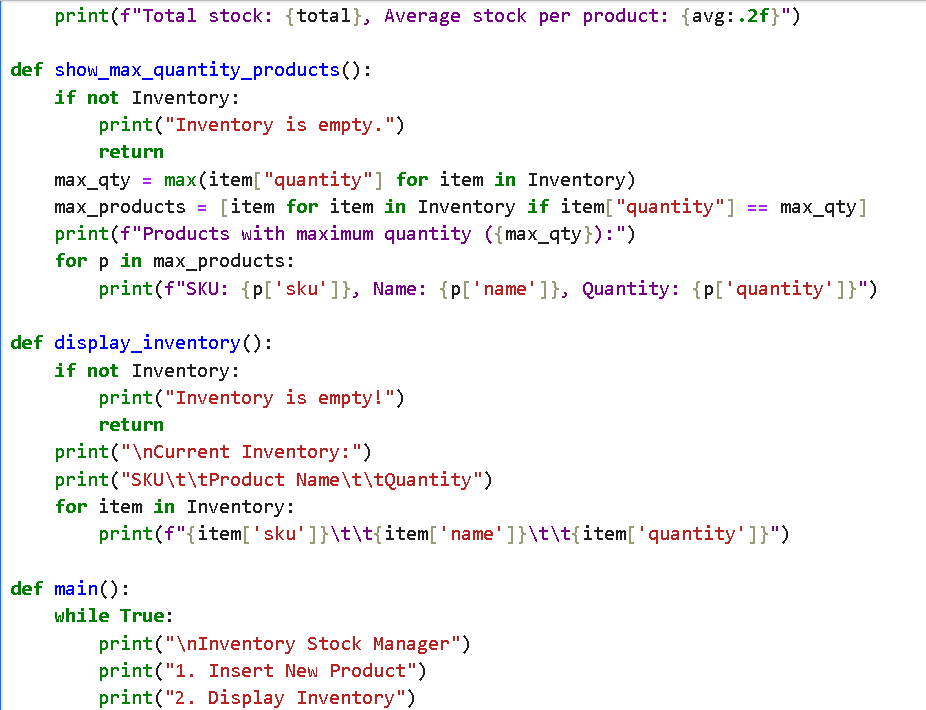 print(f"Total stock: {total}, Average stock per product: {avg:.2f}")

def show_max_quantity_products():
    if not Inventory:
        print("Inventory is empty.")
        return
    max_qty = max(item["quantity"] for item in Inventory)
    max_products = [item for item in Inventory if item["quantity"] == max_qty]
    print(f"Products with maximum quantity ({max_qty}):")
    for p in max_products:
        print(f"SKU: {p['sku']}, Name: {p['name']}, Quantity: {p['quantity']}")

def display_inventory():
    if not Inventory:
        print("Inventory is empty!")
        return
    print("\nCurrent Inventory:")
    print("SKU\t\tProduct Name\t\tQuantity")
    for item in Inventory:
        print(f"{item['sku']}\t\t{item['name']}\t\t{item['quantity']}")

def main():
    while True:
        print("\nInventory Stock Manager")
        print("1. Insert New Product")
        print("2. Display Inventory")